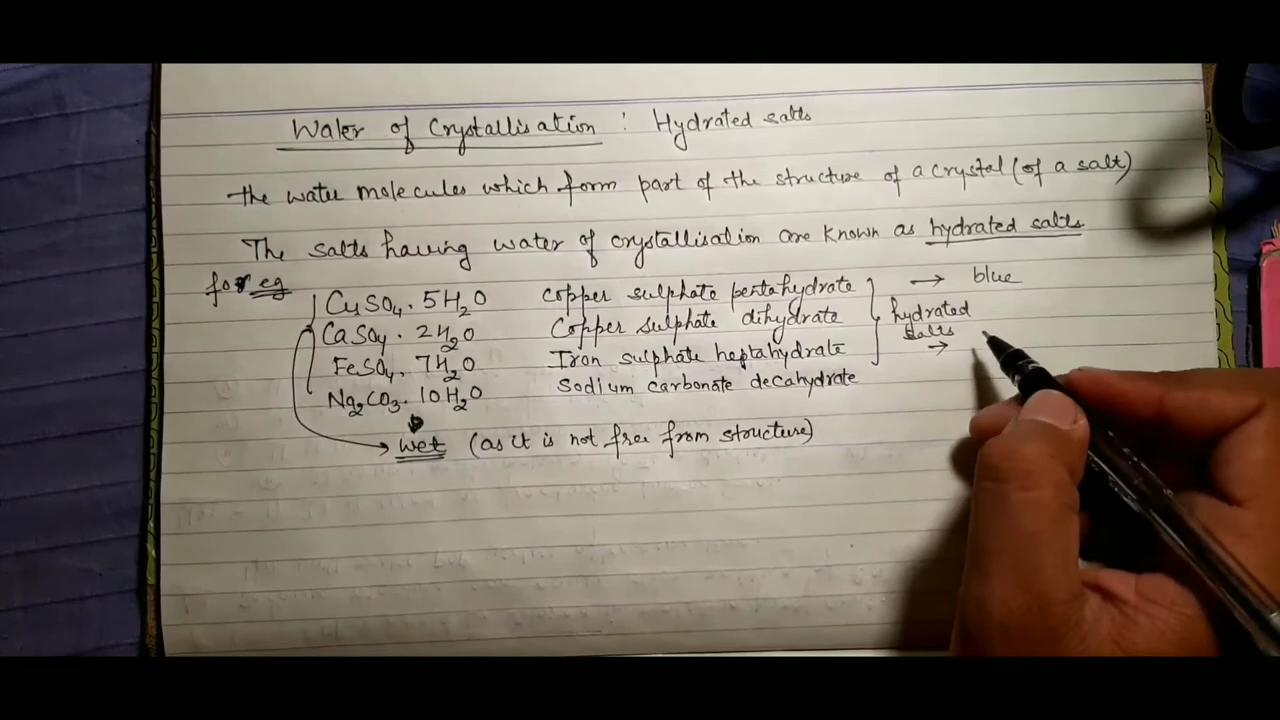 Water of Crystallisation : Hydrated salts
the water molecules which form part of the structure of a crystal (of a salt)
The salts having water of crystallisation are known as hydrated salts
for eg
CuSO4. 5H2O copper sulphate pentahydrate → blue
CaSO4. 2H2O Copper sulphate dihydrate hydrated salts
FeSO4. 7H2O Iron sulphate heptahydrate →
Na2CO3. 10H2O Sodium carbonate decahydrate
→ wet (as it is not free from structure)